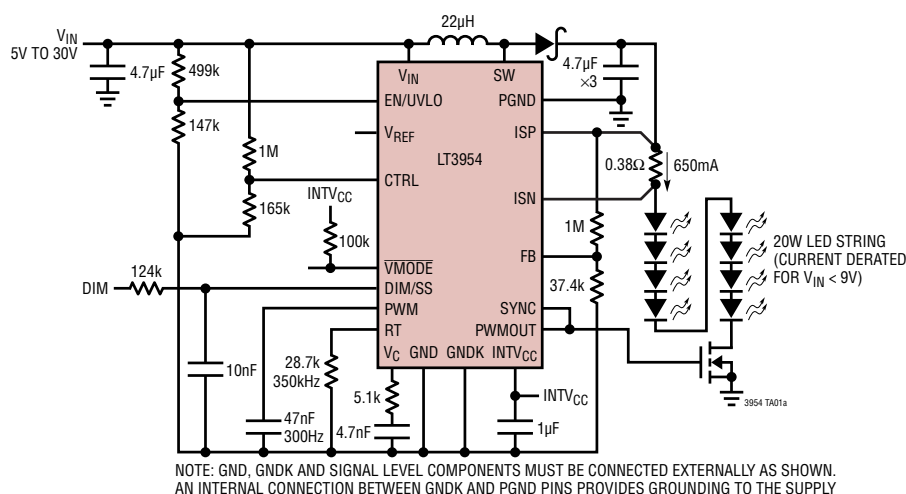 22µH
VIN
5V TO 30V
4.7µF
499k
147k
1M
165k
VIN
SW
EN/UVLO
PGND
VREF
ISP
LT3954
CTRL
ISN
INTVCC
100k
VMODE
FB
DIM
124k
DIM/SS
PWM
SYNC
RT
PWMOUT
VC GND GNDK INTVCC
4.7µF
×3
0.38Ω
650mA
1M
37.4k
20W LED STRING
(CURRENT DERATED
FOR VIN < 9V)
10nF
28.7k
350kHz
47nF
300Hz
5.1k
4.7nF
INTVCC
1µF
3954 TA01a
NOTE: GND, GNDK AND SIGNAL LEVEL COMPONENTS MUST BE CONNECTED EXTERNALLY AS SHOWN.
AN INTERNAL CONNECTION BETWEEN GNDK AND PGND PINS PROVIDES GROUNDING TO THE SUPPLY